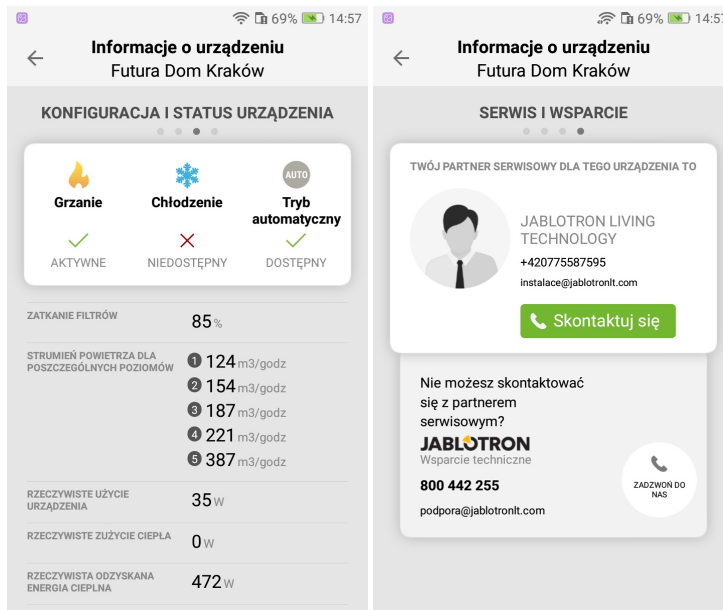 69% 14:57
Informacje o urządzeniu
Futura Dom Kraków
KONFIGURACJA I STATUS URZĄDZENIA
AUTO
Grzanie
Chłodzenie
Tryb
automatyczny
AKTYWNE
NIEDOSTĘPNY
DOSTĘPNY
ZATKANIE FILTRÓW
85 %
STRUMIEŃ POWIETRZA DLA
POSZCZEGÓLNYCH POZIOMÓW
1 124 m3/godz
2 154 m3/godz
3 187 m3/godz
4 221 m3/godz
5 387 m3/godz
RZECZYWISTE UŻYCIE
URZĄDZENIA
35 W
RZECZYWISTE ZUŻYCIE CIEPŁA
0 W
RZECZYWISTA ODZYSKANA
ENERGIA CIEPLNA
472 W
69% 14:57
Informacje o urządzeniu
Futura Dom Kraków
SERWIS I WSPARCIE
TWÓJ PARTNER SERWISOWY DLA TEGO URZĄDZENIA TO
JABLOTRON LIVING
TECHNOLOGY
+420775587595
instalace@jablotronlt.com
Skontaktuj się
Nie możesz skontaktować
się z partnerem
serwisowym?
JABLOTRON
Wsparcie techniczne
800 442 255
podpora@jablotronlt.com
ZADZWOŃ DO
NAS